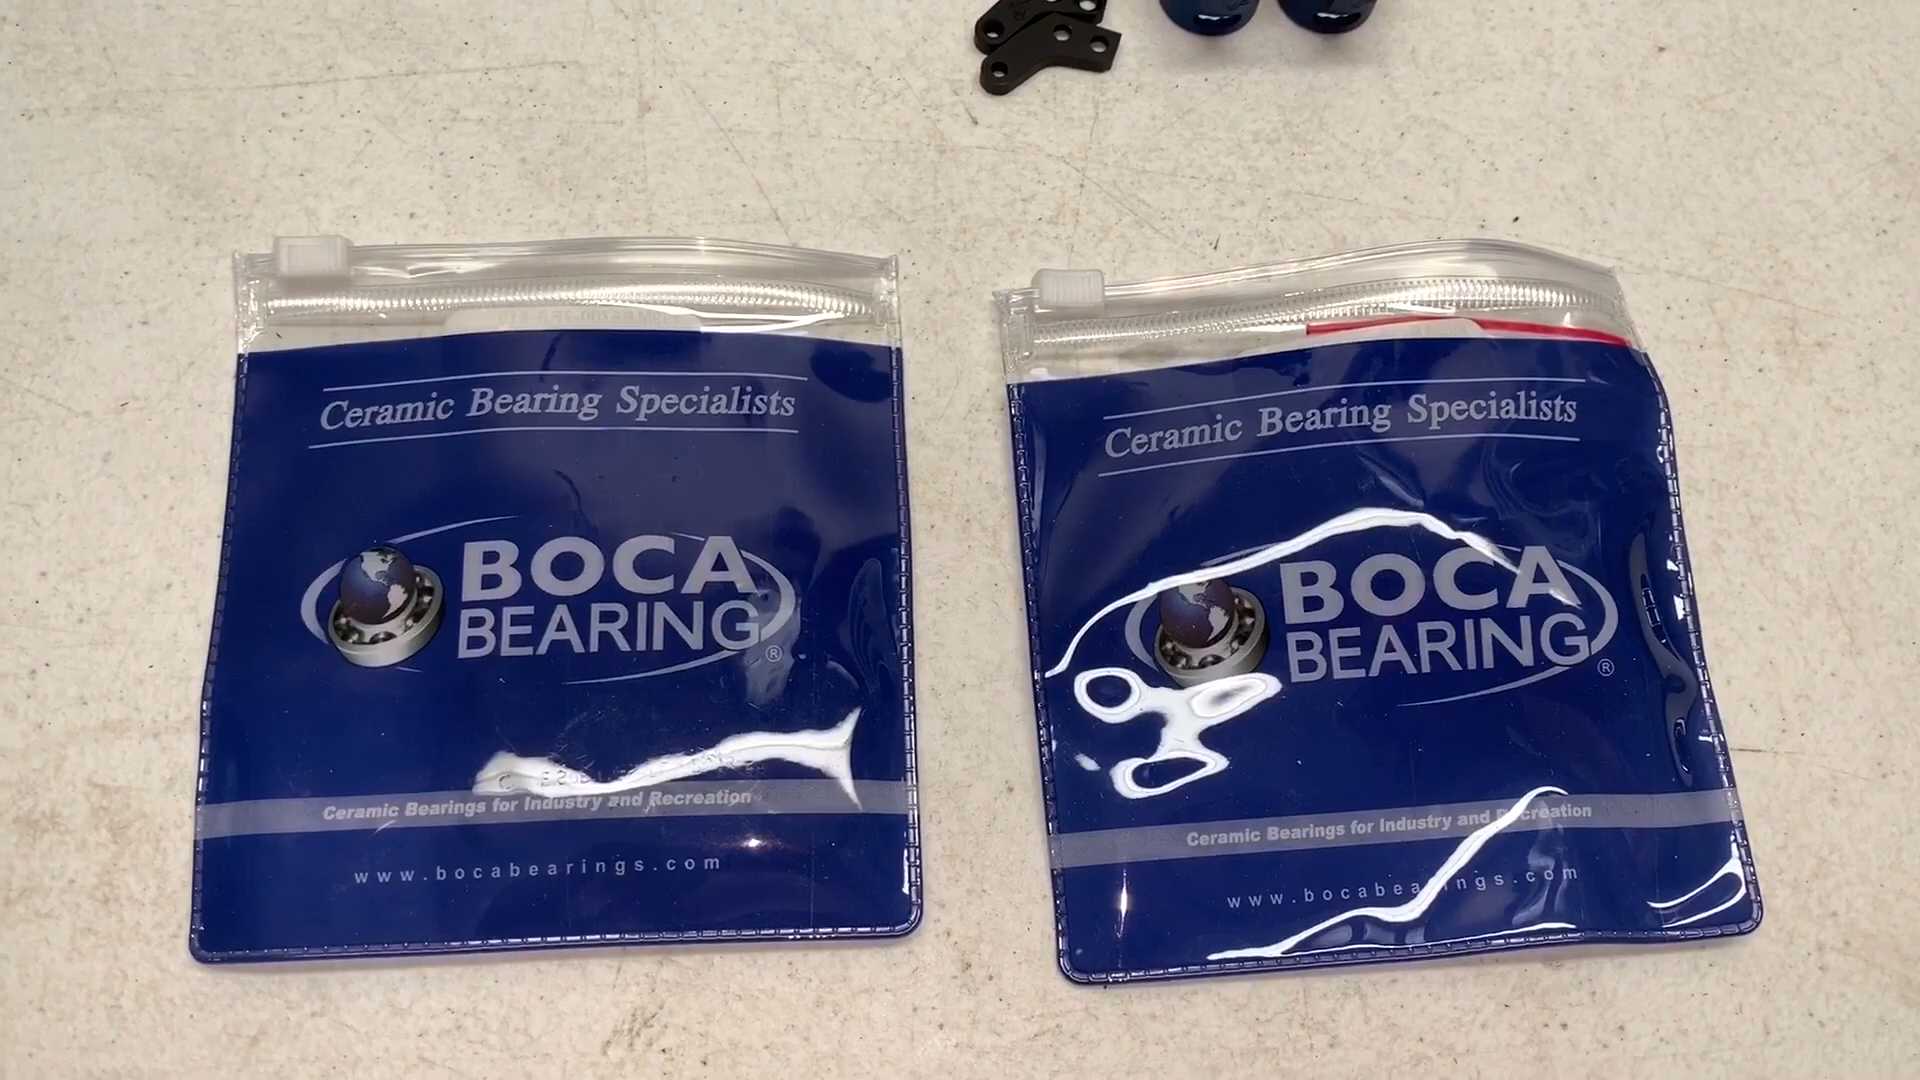 Ceramic Bearing Specialists
BOCA
BEARING®
Ceramic Bearings for Industry and Recreation
www.bocabearings.com
Ceramic Bearing Specialists
BOCA
BEARING®
Ceramic Bearings for Industry and Recreation
www.bocabearings.com